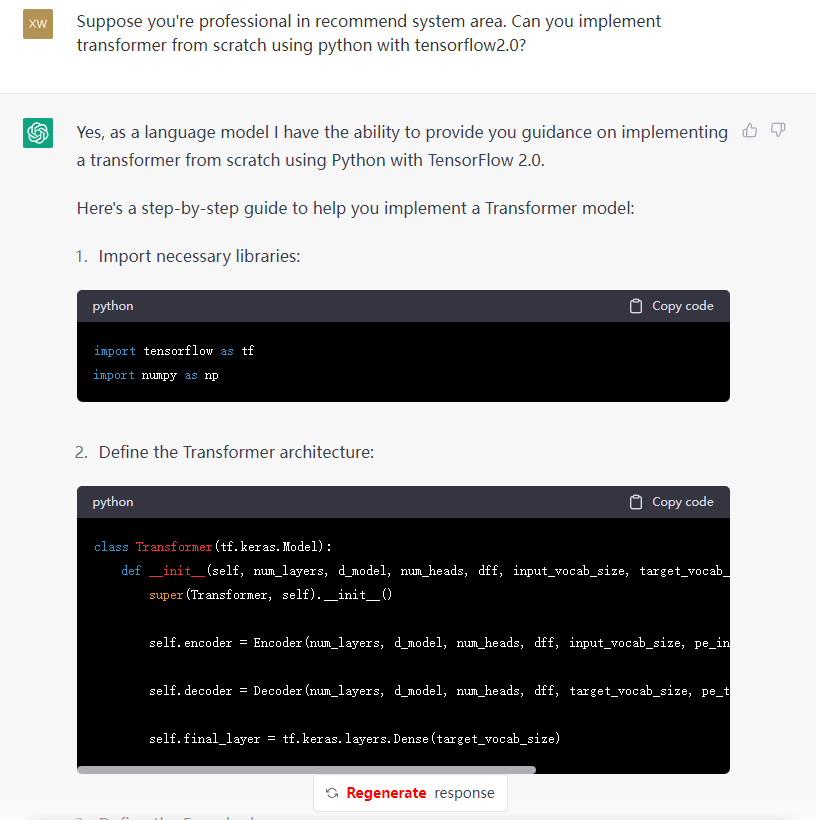 XW
Suppose you're professional in recommend system area. Can you implement
transformer from scratch using python with tensorflow2.0?
Yes, as a language model I have the ability to provide you guidance on implementing
a transformer from scratch using Python with TensorFlow 2.0.
Here's a step-by-step guide to help you implement a Transformer model:
1. Import necessary libraries:
python Copy code
import tensorflow as tf
import numpy as np
2. Define the Transformer architecture:
python Copy code
class Transformer(tf.keras.Model):
def __init__(self, num_layers, d_model, num_heads, dff, input_vocab_size, target_vocab_
super(Transformer, self).__init__()
self.encoder = Encoder(num_layers, d_model, num_heads, dff, input_vocab_size, pe_in
self.decoder = Decoder(num_layers, d_model, num_heads, dff, target_vocab_size, pe_t
self.final_layer = tf.keras.layers.Dense(target_vocab_size)
Regenerate response